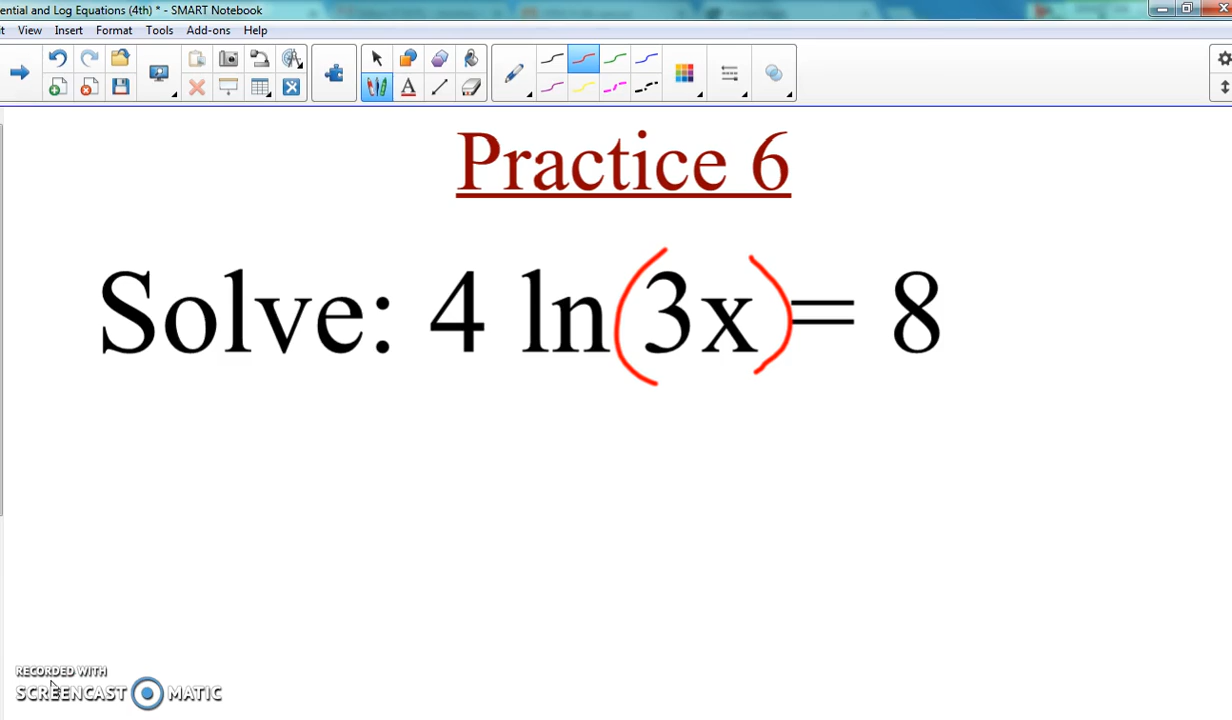 ential and Log Equations (4th) * - SMART Notebook
t View Insert Format Tools Add-ons Help
Practice 6
Solve: 4 ln(3x)= 8
RECORDED WITH
SCREENCAST MATIC